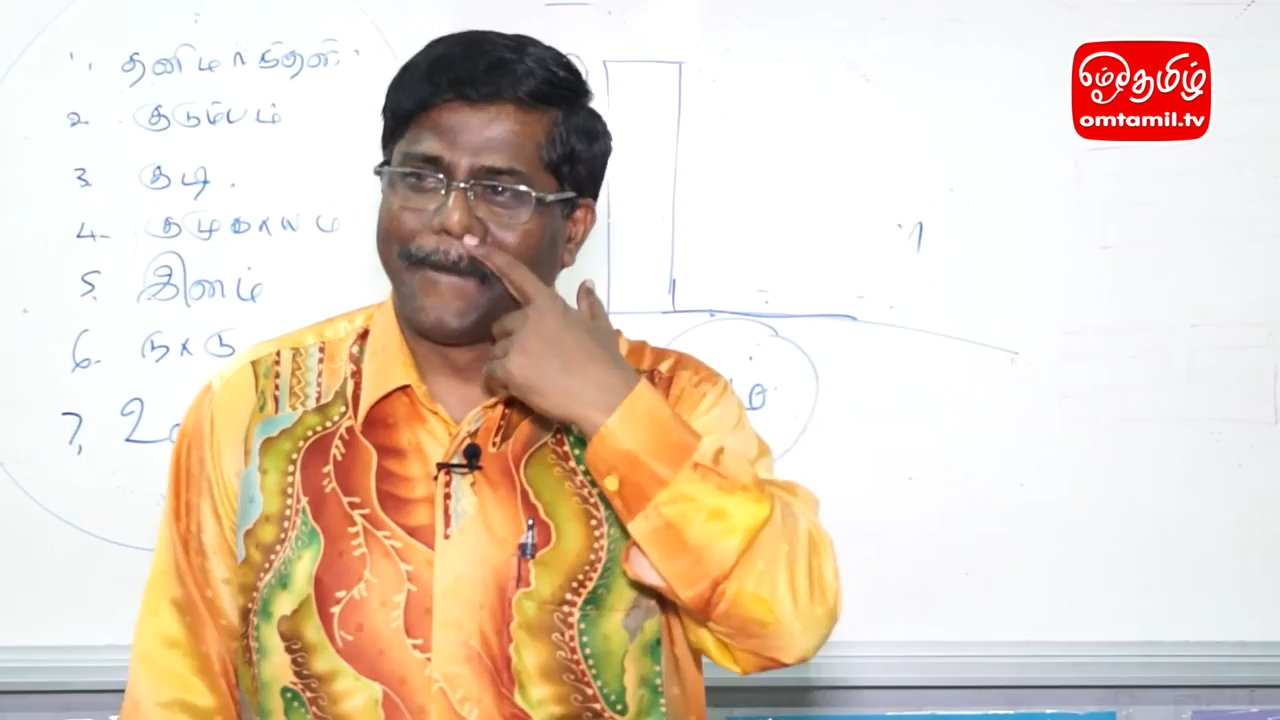 1. தனிமாந்தன்
2. குடும்பம்
3. குடி.
4. குமுகாயம்
5. இனம்
6. நாடு
7. உ
ஓம்தமிழ்
omtamil.tv